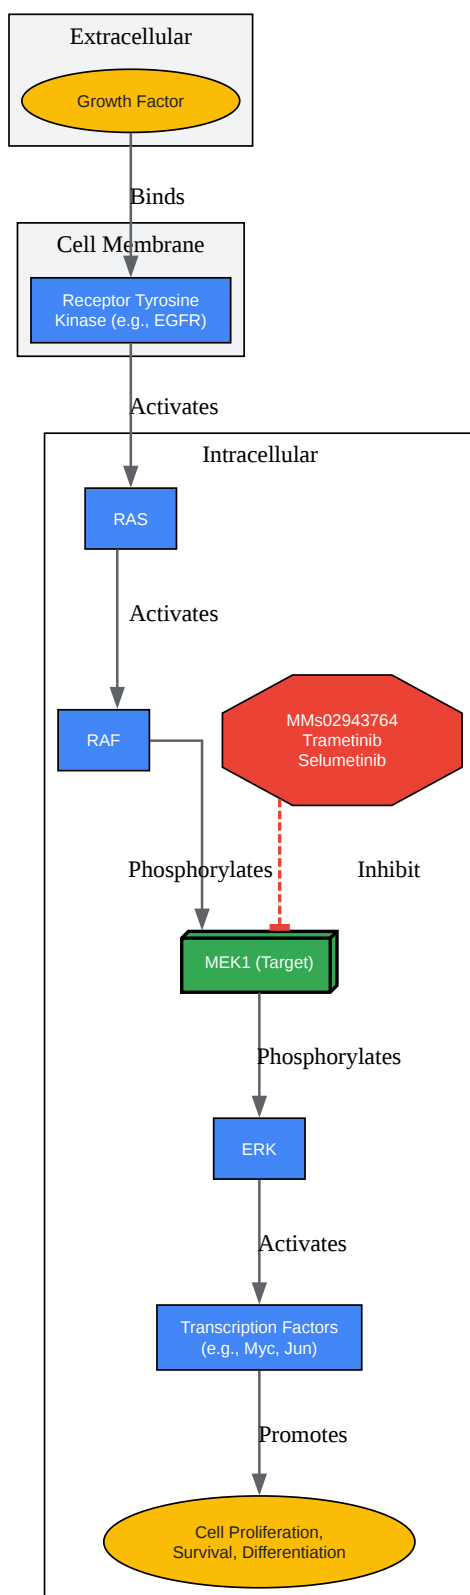 Extracellular
Growth Factor
Binds
Cell Membrane
Receptor Tyrosine
Kinase (e.g., EGFR)
Activates
Intracellular
RAS
Activates
MMs02943764
Trametinib
Selumetinib
RAF
Phosphorylates
Inhibit
MEK1 (Target)
Phosphorylates
ERK
Activates
Transcription Factors
(e.g., Myc, Jun)
Promotes
Cell Proliferation,
Survival, Differentiation